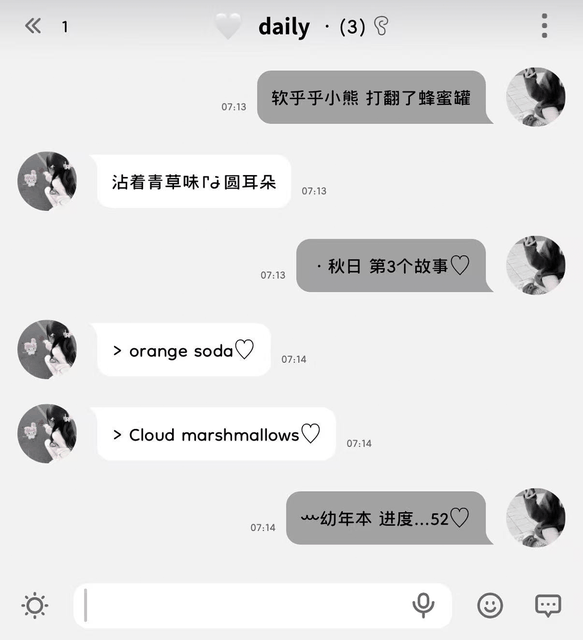 1
daily · (3)
软乎乎小熊 打翻了蜂蜜罐
07:13
沾着青草味 圆耳朵
07:13
· 秋日 第3个故事♡
07:13
> orange soda♡
07:14
> Cloud marshmallows♡
07:14
幼年本 进度...52♡
07:14